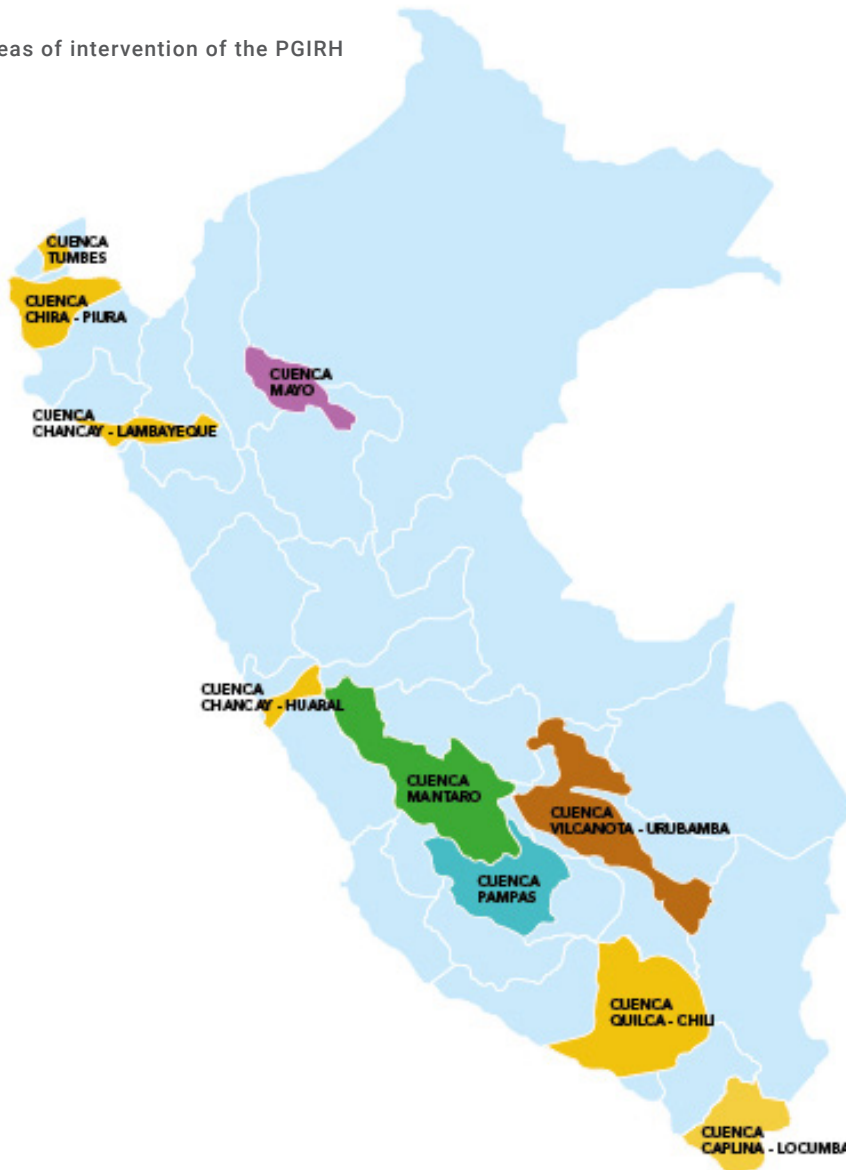 eas of intervention of the PGIRH
CUENCA
TUMBES
CUENCA
CHIRA - PIURA
CUENCA
MAYO
CUENCA
CHANCAY - LAMBAYEQUE
CUENCA
CHANCAY - HUARAL
CUENCA
MANTARO
CUENCA
VILCANOTA - URUBAMBA
CUENCA
PAMPAS
CUENCA
QUILCA - CHILI
CUENCA
CAPLINA - LOCUMBA